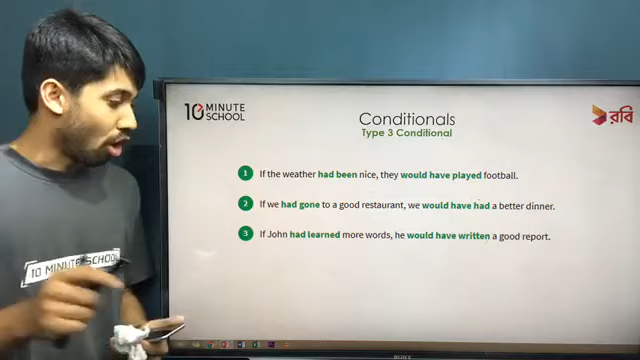 10 MINUTE
SCHOOL
Conditionals
Type 3 Conditional
রবি
1 If the weather had been nice, they would have played football.
2 If we had gone to a good restaurant, we would have had a better dinner.
3 If John had learned more words, he would have written a good report.
10 MINUTE SCHOOL
SONY